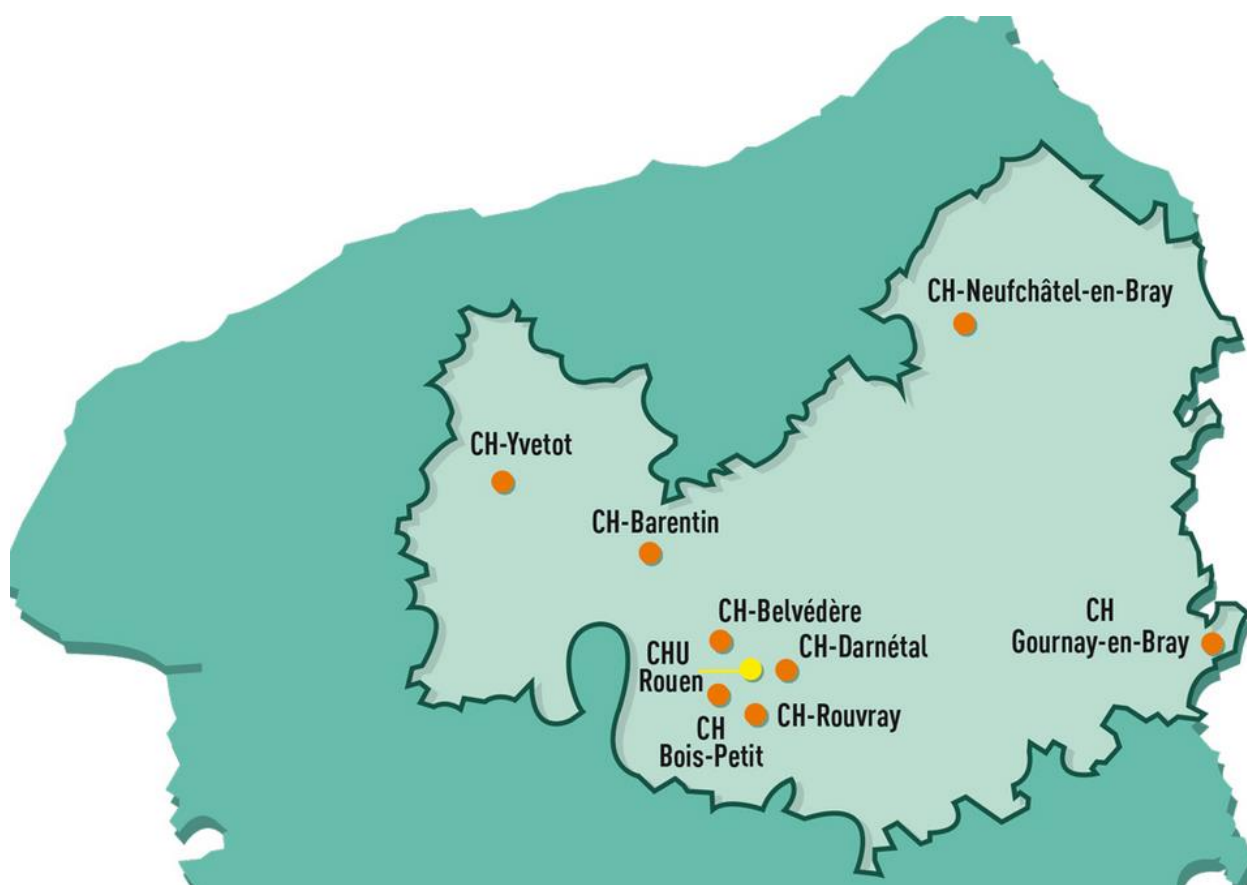 CH-Neufchâtel-en-Bray
CH-Yvetot
CH-Barentin
CH-Belvédère
CH
Gournay-en-Bray
CH-Darnétal
CHU
Rouen
CH-Rouvray
CH
Bois-Petit